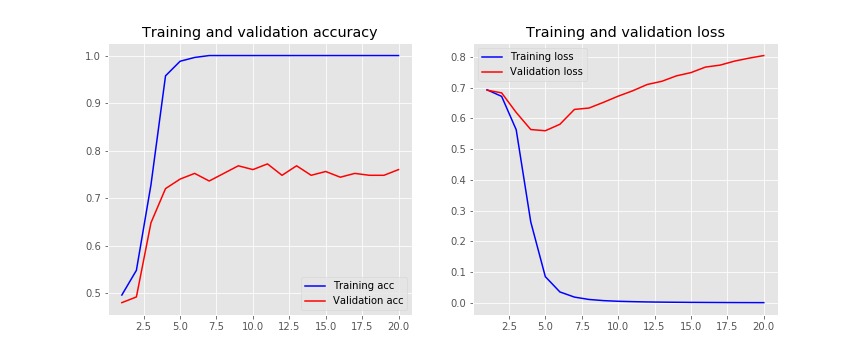 Training and validation accuracy
1.0
0.9
0.8
0.7
0.6
0.5
2.5 5.0 7.5 10.0 12.5 15.0 17.5 20.0
Training acc
Validation acc
Training and validation loss
Training loss
Validation loss
0.8
0.7
0.6
0.5
0.4
0.3
0.2
0.1
0.0
2.5 5.0 7.5 10.0 12.5 15.0 17.5 20.0